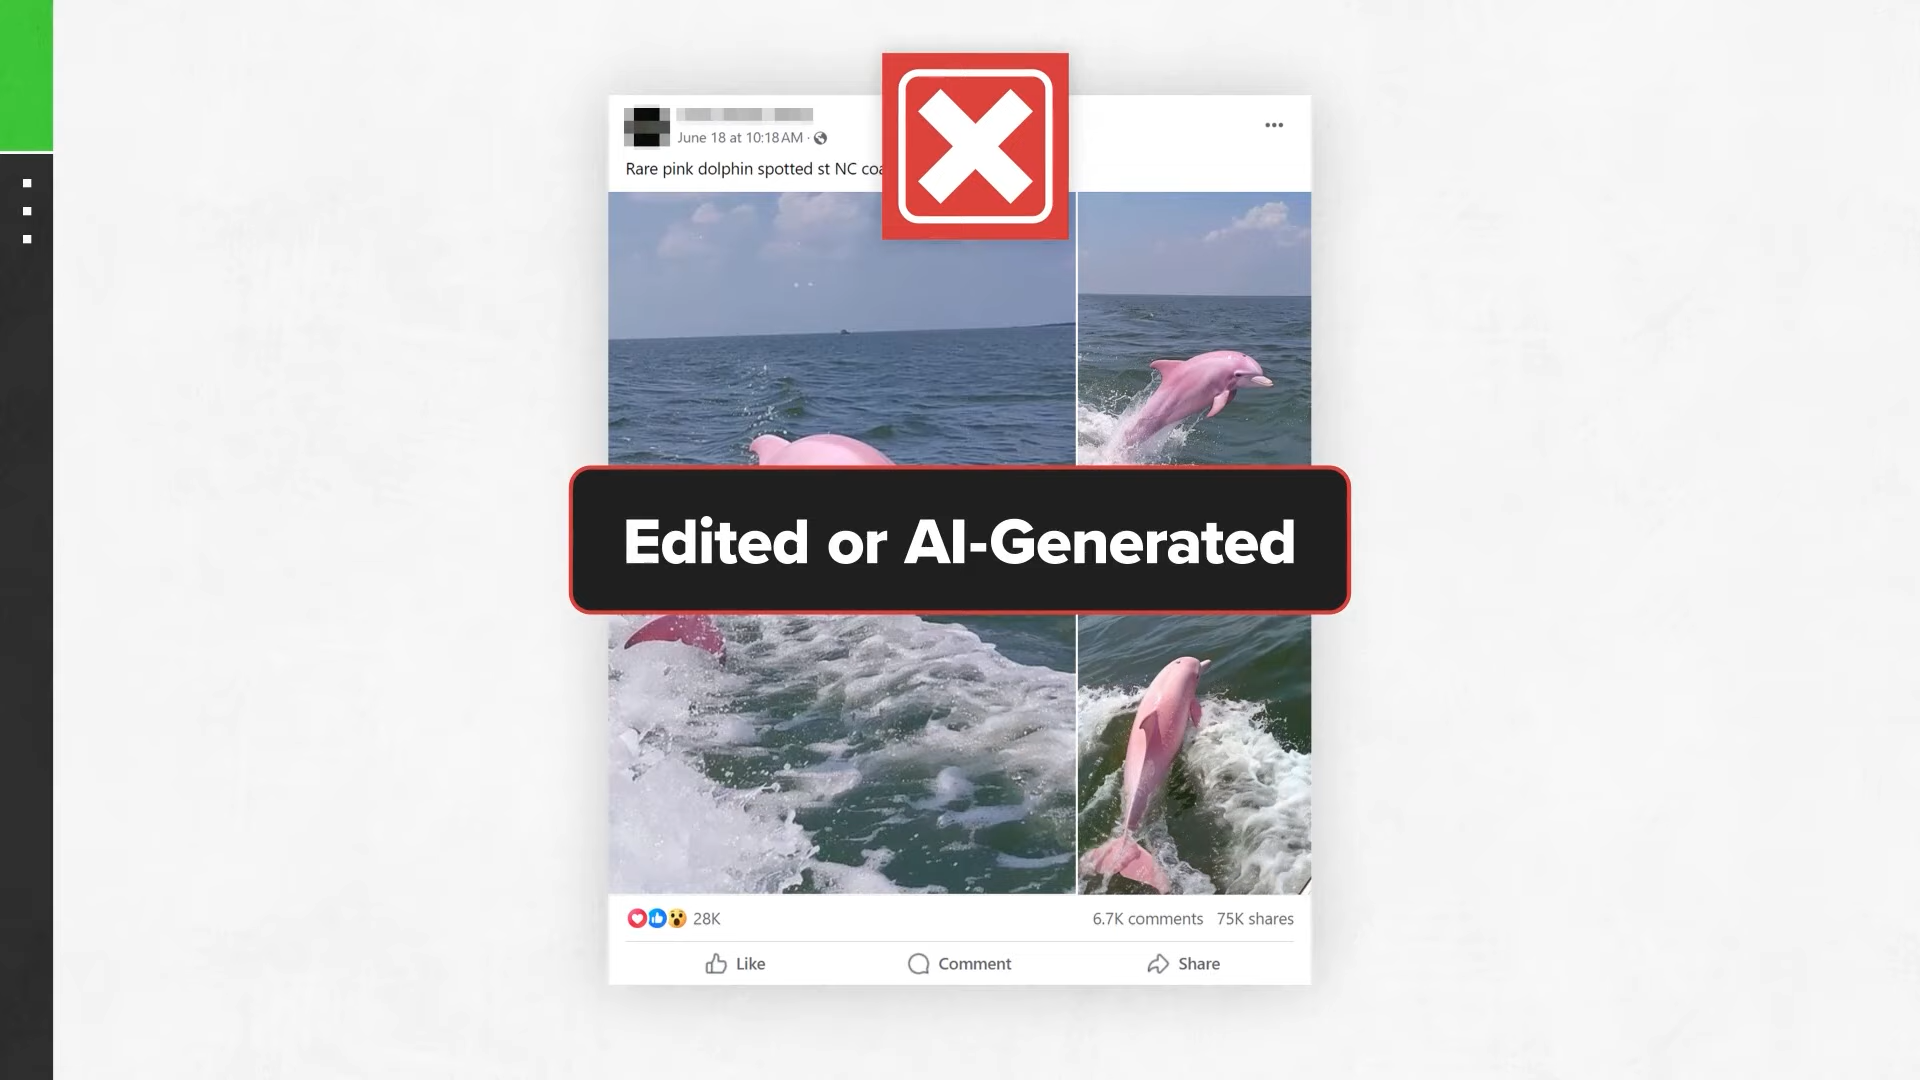 June 18 at 10:18 AM ·
Rare pink dolphin spotted st NC coa
Edited or AI-Generated
28K
6.7K comments 75K shares
Like
Comment
Share